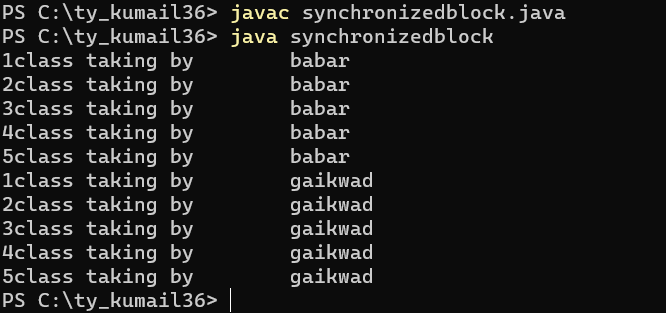 PS C:\ty_kumail36> javac synchronizedblock.java
PS C:\ty_kumail36> java synchronizedblock
1class taking by        babar
2class taking by        babar
3class taking by        babar
4class taking by        babar
5class taking by        babar
1class taking by        gaikwad
2class taking by        gaikwad
3class taking by        gaikwad
4class taking by        gaikwad
5class taking by        gaikwad
PS C:\ty_kumail36>